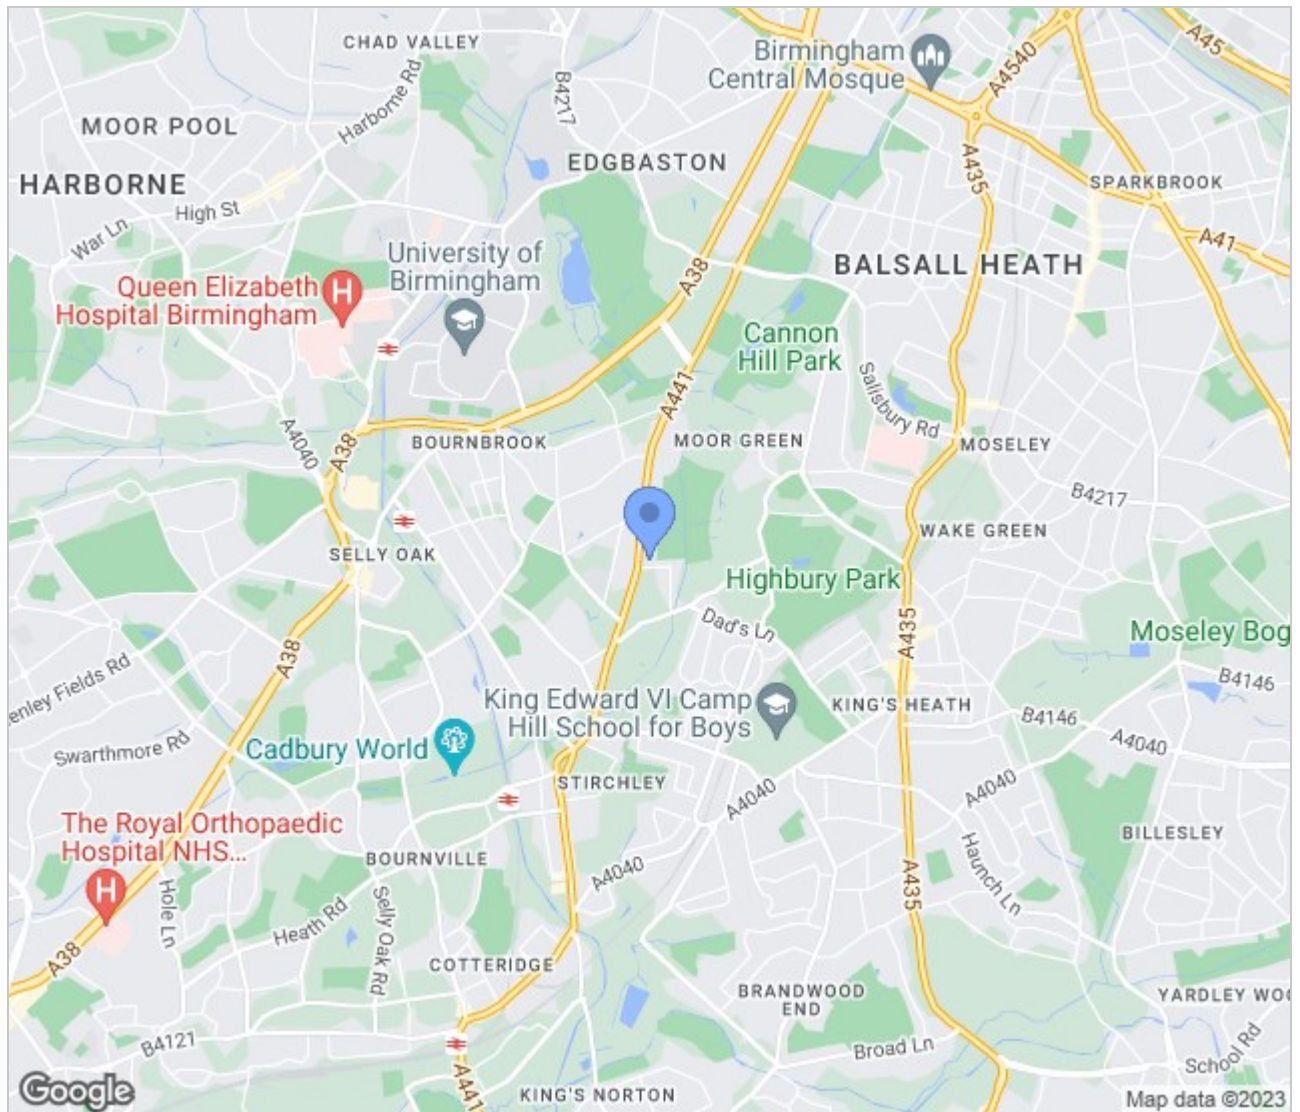 CHAD VALLEY
A45
Birmingham
Central Mosque
A4540
B4217
Harborne Rd
MOOR POOL
EDGBASTON
A435
HARBORNE
SPARKBROOK
High St
War Ln
A41
University of
Birmingham
A38
BALSALL HEATH
Queen Elizabeth
Hospital Birmingham
H
Cannon
Hill Park
A441
Salisbury Rd
A4040
A38
BOURNBROOK
MOOR GREEN
MOSELEY
B4217
WAKE GREEN
SELLY OAK
Highbury Park
Dad's Ln
A435
Moseley Bog
A38
enley Fields Rd
B4146
King Edward VI Camp
Hill School for Boys
KING'S HEATH
B4146
A4040
Swarthmore Rd
Cadbury World
STIRCHLEY
A4040
A4040
The Royal Orthopaedic
Hospital NHS...
H
BILLESLEY
BOURNVILLE
A4040
Haunch Ln
A435
Hole Ln
Heath Rd
Selly Oak Rd
A38
COTTERIDGE
BRANDWOOD
END
YARDLEY WOO
B4121
Broad Ln
School Rd
A441
KING'S NORTON
Google
Map data ©2023